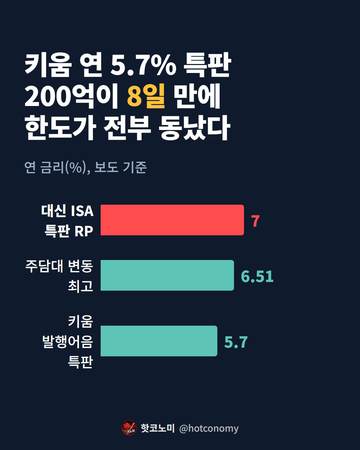 키움 연 5.7% 특판
200억이 8일 만에
한도가 전부 동났다
연 금리(%), 보도 기준
대신 ISA
특판 RP
7
주담대 변동
최고
6.51
키움
발행어음
특판
5.7
핫코노미 @hotconomy